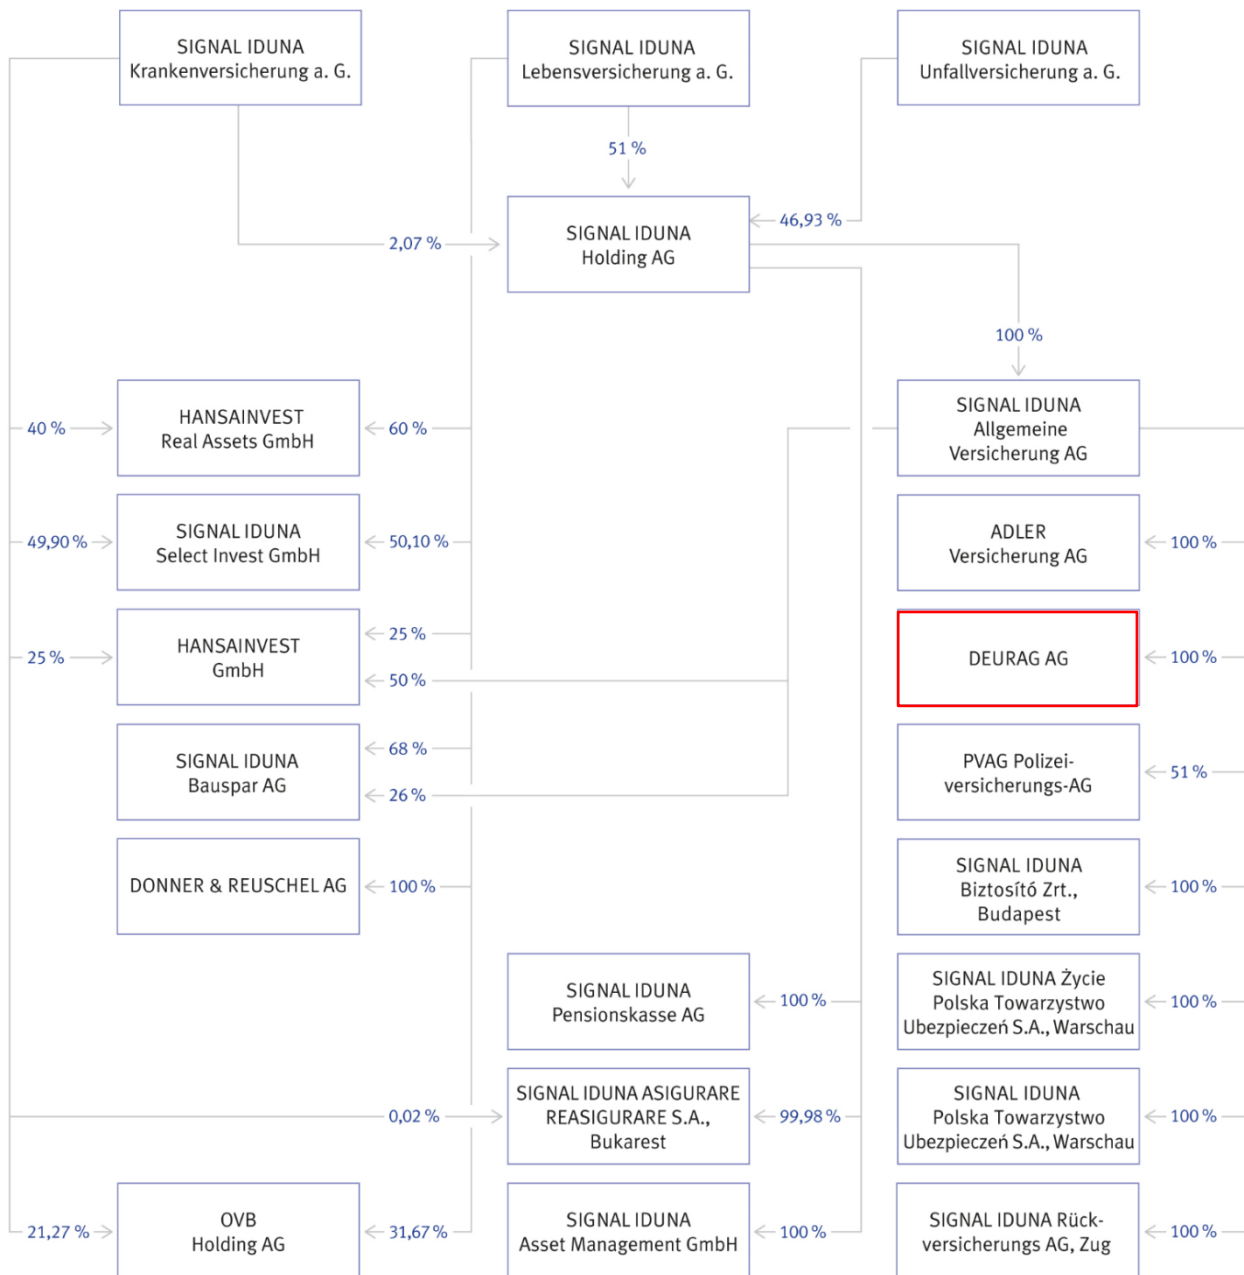 SIGNAL IDUNA
Krankenversicherung a. G.
SIGNAL IDUNA
Lebensversicherung a. G.
SIGNAL IDUNA
Unfallversicherung a. G.
51 %
46,93 %
2,07 %
SIGNAL IDUNA
Holding AG
100 %
40 %
HANSAINVEST
Real Assets GmbH
60 %
SIGNAL IDUNA
Allgemeine
Versicherung AG
49,90 %
SIGNAL IDUNA
Select Invest GmbH
50,10 %
ADLER
Versicherung AG
100 %
25 %
HANSAINVEST
GmbH
25 %
50 %
DEURAG AG
100 %
SIGNAL IDUNA
Bauspar AG
68 %
26 %
PVAG Polizei-
versicherungs-AG
51 %
DONNER & REUSCHEL AG
100 %
SIGNAL IDUNA
Biztosító Zrt.,
Budapest
100 %
SIGNAL IDUNA
Pensionskasse AG
100 %
SIGNAL IDUNA Życie
Polska Towarzystwo
Ubezpieczeń S.A., Warschau
100 %
0,02 %
SIGNAL IDUNA ASIGURARE
REASIGURARE S.A.,
Bukarest
99,98 %
SIGNAL IDUNA
Polska Towarzystwo
Ubezpieczeń S.A., Warschau
100 %
21,27 %
OVB
Holding AG
31,67 %
SIGNAL IDUNA
Asset Management GmbH
100 %
SIGNAL IDUNA Rück-
versicherungs AG, Zug
100 %